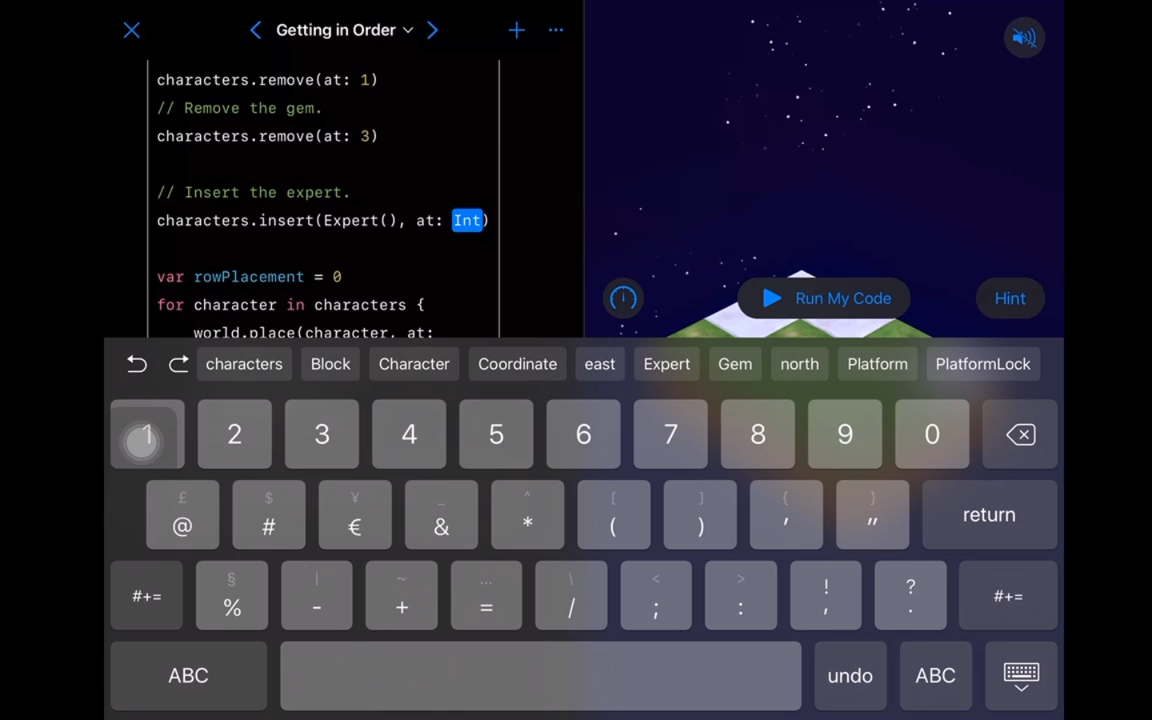 Getting in Order
characters.remove(at: 1)
// Remove the gem.
characters.remove(at: 3)
// Insert the expert.
characters.insert(Expert(), at: Int)
var rowPlacement = 0
for character in characters {
world.place(character, at:
Run My Code
Hint
characters Block Character Coordinate east Expert Gem north Platform PlatformLock
1 2 3 4 5 6 7 8 9 0
£ $ ¥ _ ^ [ ] { }
@ # € & * ( ) ' " return
§ | ~ … \ < > ! ?
#+= % - + = / ; : , . #+=
ABC undo ABC